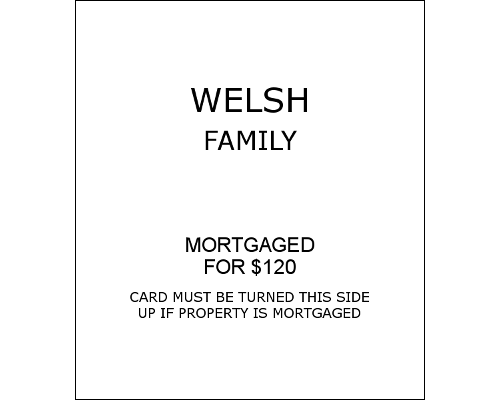 WELSH
FAMILY
MORTGAGED
FOR $120
CARD MUST BE TURNED THIS SIDE
UP IF PROPERTY IS MORTGAGED